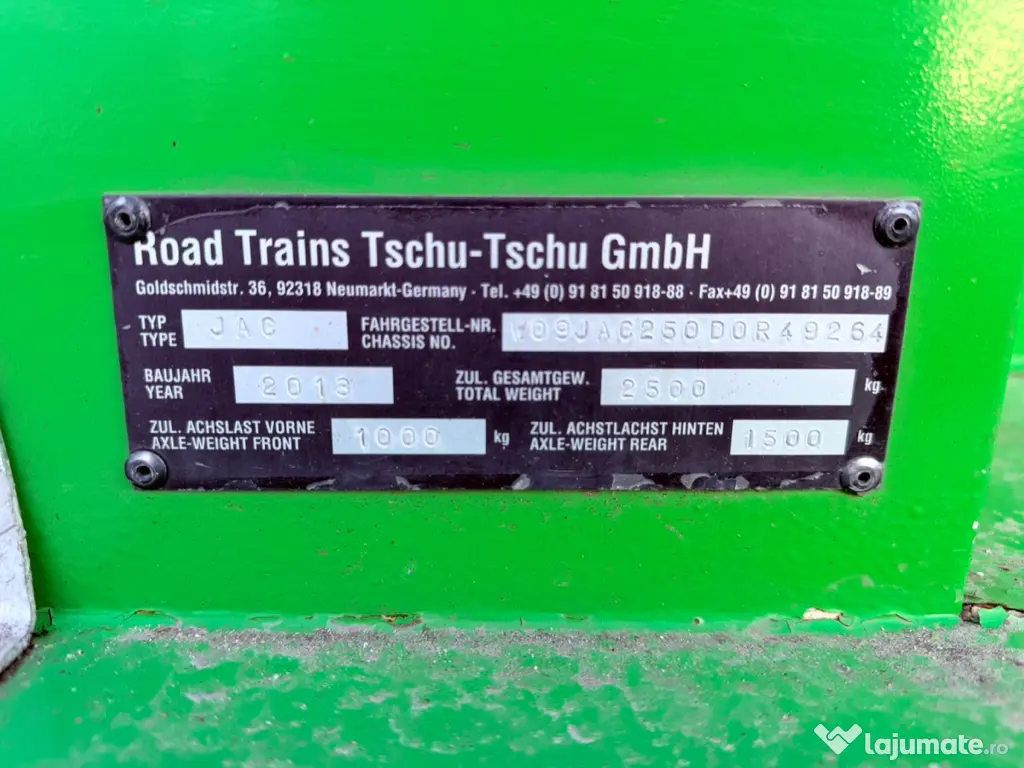 Road Trains Tschu-Tschu GmbH
Goldschmidstr. 36, 92318 Neumarkt-Germany · Tel. +49 (0) 91 81 50 918-88 · Fax+49 (0) 91 81 50 918-89
TYP TYPE JAC FAHRGESTELL-NR. CHASSIS NO. W09JAC250D0R49264
BAUJAHR YEAR 2013 ZUL. GESAMTGEW. TOTAL WEIGHT 2500 kg
ZUL. ACHSLAST VORNE AXLE-WEIGHT FRONT 1000 kg ZUL. ACHSTLACHST HINTEN AXLE-WEIGHT REAR 1500 kg
lajumate.ro